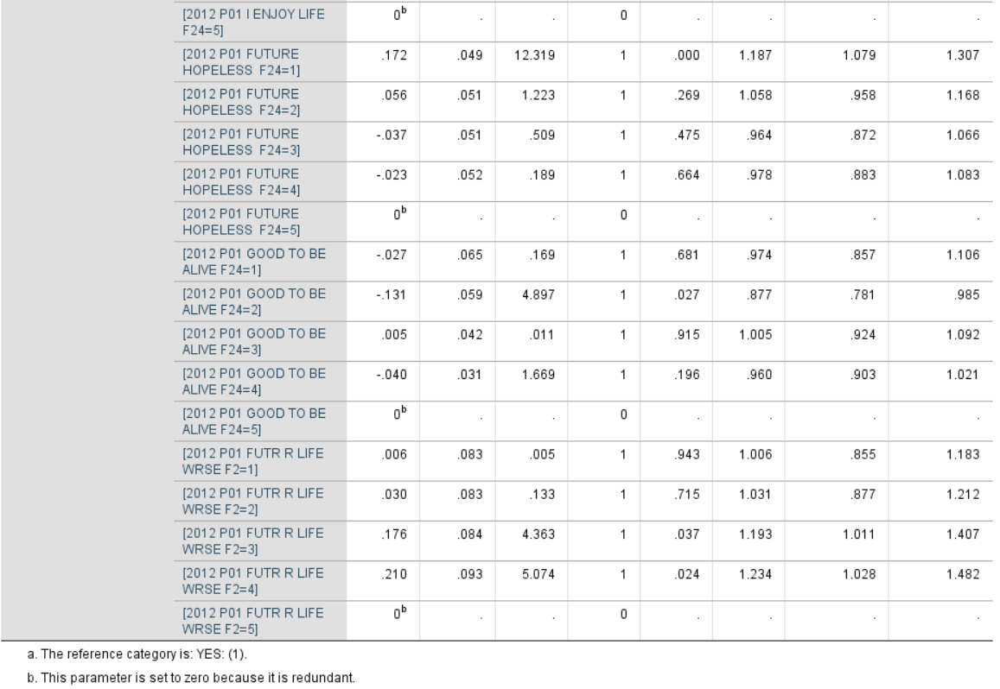 [2012 P01 I ENJOY LIFE 0b . . 0 . . . .
F24=5]
[2012 P01 FUTURE .172 .049 12.319 1 .000 1.187 1.079 1.307
HOPELESS F24=1]
[2012 P01 FUTURE .056 .051 1.223 1 .269 1.058 .958 1.168
HOPELESS F24=2]
[2012 P01 FUTURE -.037 .051 .509 1 .475 .964 .872 1.066
HOPELESS F24=3]
[2012 P01 FUTURE -.023 .052 .189 1 .664 .978 .883 1.083
HOPELESS F24=4]
[2012 P01 FUTURE 0b . . 0 . . . .
HOPELESS F24=5]
[2012 P01 GOOD TO BE -.027 .065 .169 1 .681 .974 .857 1.106
ALIVE F24=1]
[2012 P01 GOOD TO BE -.131 .059 4.897 1 .027 .877 .781 .985
ALIVE F24=2]
[2012 P01 GOOD TO BE .005 .042 .011 1 .915 1.005 .924 1.092
ALIVE F24=3]
[2012 P01 GOOD TO BE -.040 .031 1.669 1 .196 .960 .903 1.021
ALIVE F24=4]
[2012 P01 GOOD TO BE 0b . . 0 . . . .
ALIVE F24=5]
[2012 P01 FUTR R LIFE .006 .083 .005 1 .943 1.006 .855 1.183
WRSE F2=1]
[2012 P01 FUTR R LIFE .030 .083 .133 1 .715 1.031 .877 1.212
WRSE F2=2]
[2012 P01 FUTR R LIFE .176 .084 4.363 1 .037 1.193 1.011 1.407
WRSE F2=3]
[2012 P01 FUTR R LIFE .210 .093 5.074 1 .024 1.234 1.028 1.482
WRSE F2=4]
[2012 P01 FUTR R LIFE 0b . . 0 . . . .
WRSE F2=5]
a. The reference category is: YES: (1).
b. This parameter is set to zero because it is redundant.